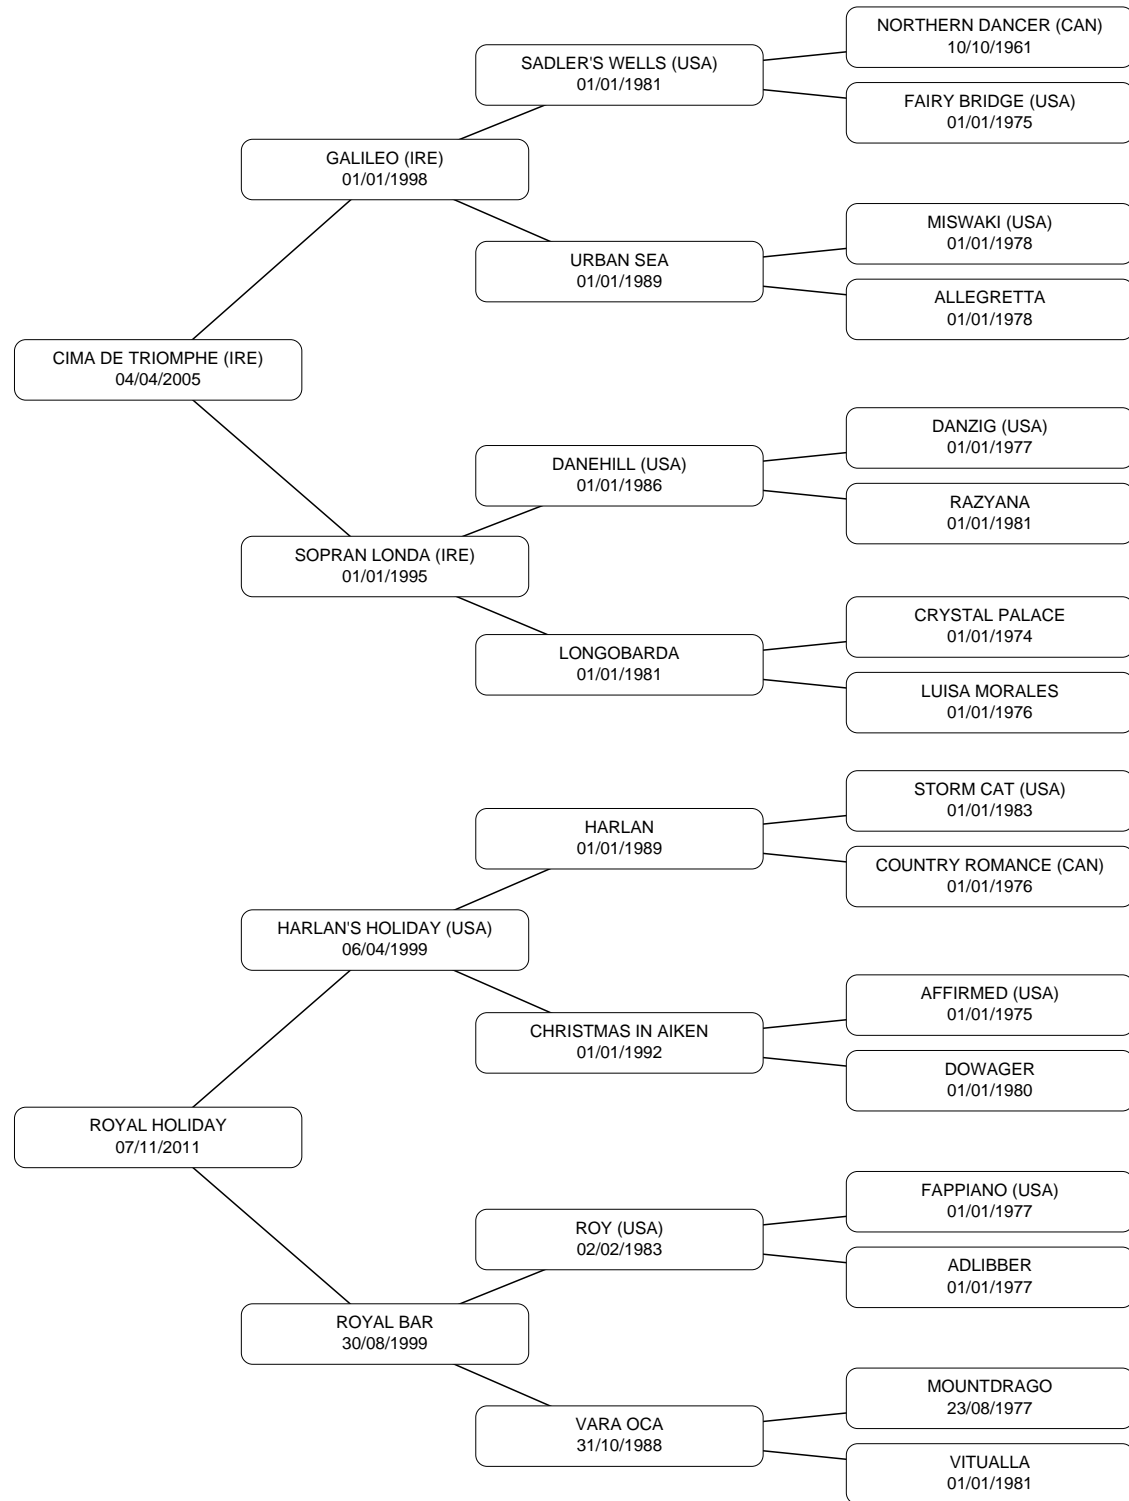 NORTHERN DANCER (CAN)
10/10/1961
SADLER'S WELLS (USA)
01/01/1981
FAIRY BRIDGE (USA)
01/01/1975
GALILEO (IRE)
01/01/1998
MISWAKI (USA)
01/01/1978
URBAN SEA
01/01/1989
ALLEGRETTA
01/01/1978
CIMA DE TRIOMPHE (IRE)
04/04/2005
DANZIG (USA)
01/01/1977
DANEHILL (USA)
01/01/1986
RAZYANA
01/01/1981
SOPRAN LONDA (IRE)
01/01/1995
CRYSTAL PALACE
01/01/1974
LONGOBARDA
01/01/1981
LUISA MORALES
01/01/1976
STORM CAT (USA)
01/01/1983
HARLAN
01/01/1989
COUNTRY ROMANCE (CAN)
01/01/1976
HARLAN'S HOLIDAY (USA)
06/04/1999
AFFIRMED (USA)
01/01/1975
CHRISTMAS IN AIKEN
01/01/1992
DOWAGER
01/01/1980
ROYAL HOLIDAY
07/11/2011
FAPPIANO (USA)
01/01/1977
ROY (USA)
02/02/1983
ADLIBBER
01/01/1977
ROYAL BAR
30/08/1999
MOUNTDRAGO
23/08/1977
VARA OCA
31/10/1988
VITUALLA
01/01/1981